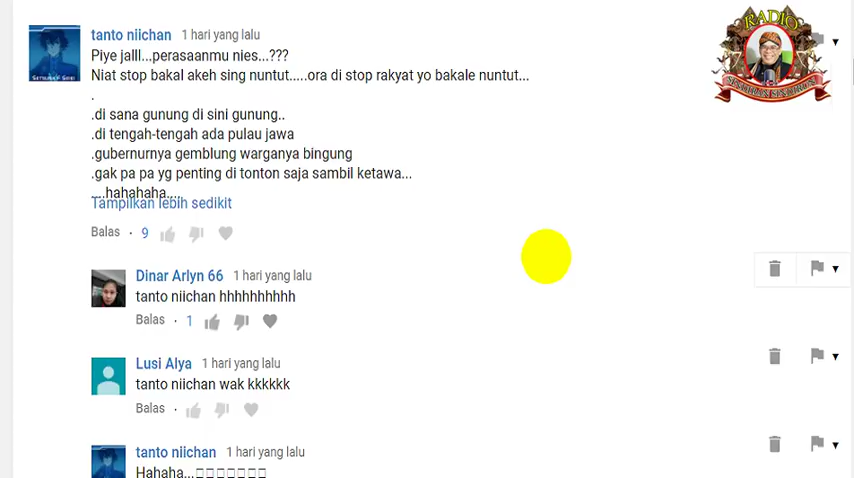 tanto niichan 1 hari yang lalu
Piye jalll...perasaanmu nies...???
Niat stop bakal akeh sing nuntut.....ora di stop rakyat yo bakale nuntut...
.
.di sana gunung di sini gunung..
.di tengah-tengah ada pulau jawa
.gubernurnya gemblung warganya bingung
.gak pa pa yg penting di tonton saja sambil ketawa...
....hahahaha....
Tampilkan lebih sedikit
Balas · 9
Dinar Arlyn 66 1 hari yang lalu
tanto niichan hhhhhhhhhh
Balas · 1
Lusi Alya 1 hari yang lalu
tanto niichan wak kkkkkk
Balas ·
tanto niichan 1 hari yang lalu
Hahaha...
RADIO